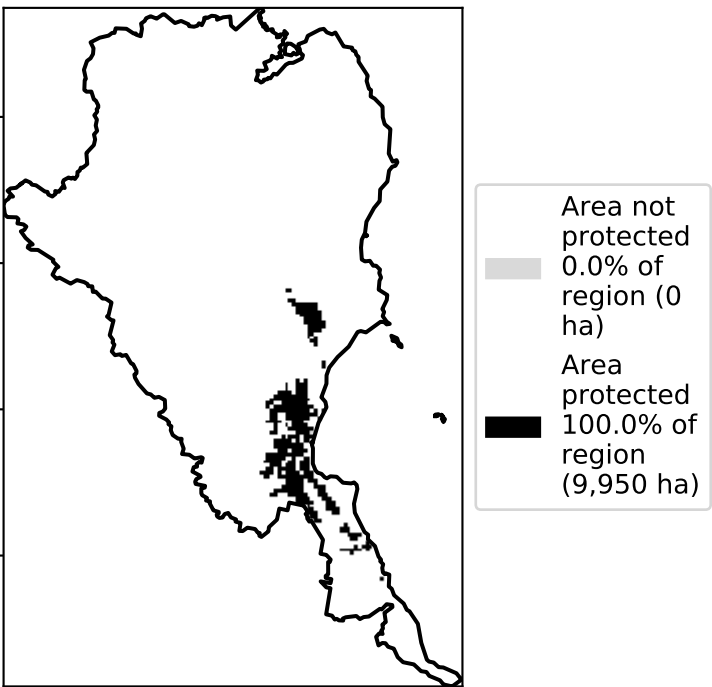 Area not
protected
0.0% of
region (0
ha)
Area
protected
100.0% of
region
(9,950 ha)